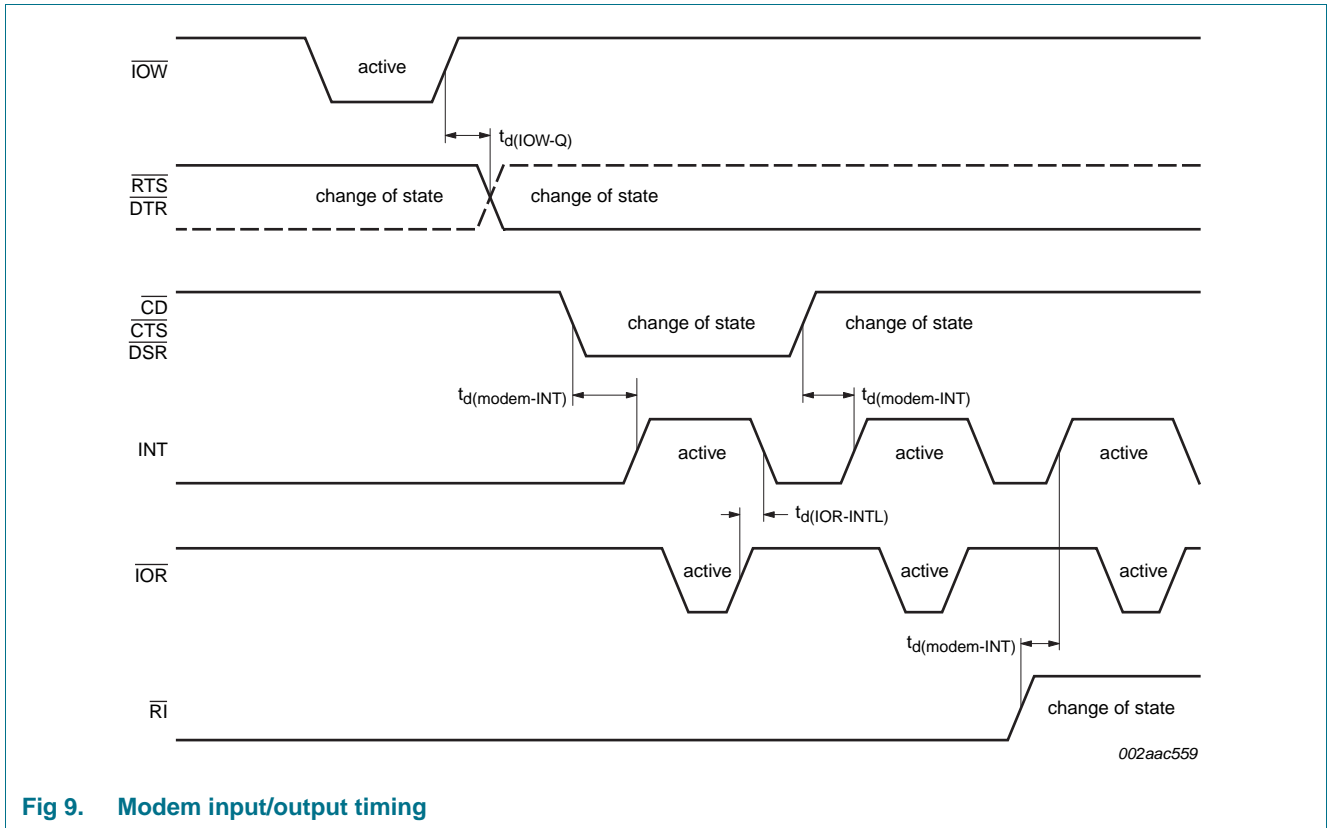 IOW
active
td(IOW-Q)
RTS
DTR
change of state
change of state
CD
CTS
DSR
change of state
change of state
td(modem-INT)
td(modem-INT)
INT
active
active
active
td(IOR-INTL)
IOR
active
active
active
td(modem-INT)
RI
change of state
002aac559
Fig 9. Modem input/output timing